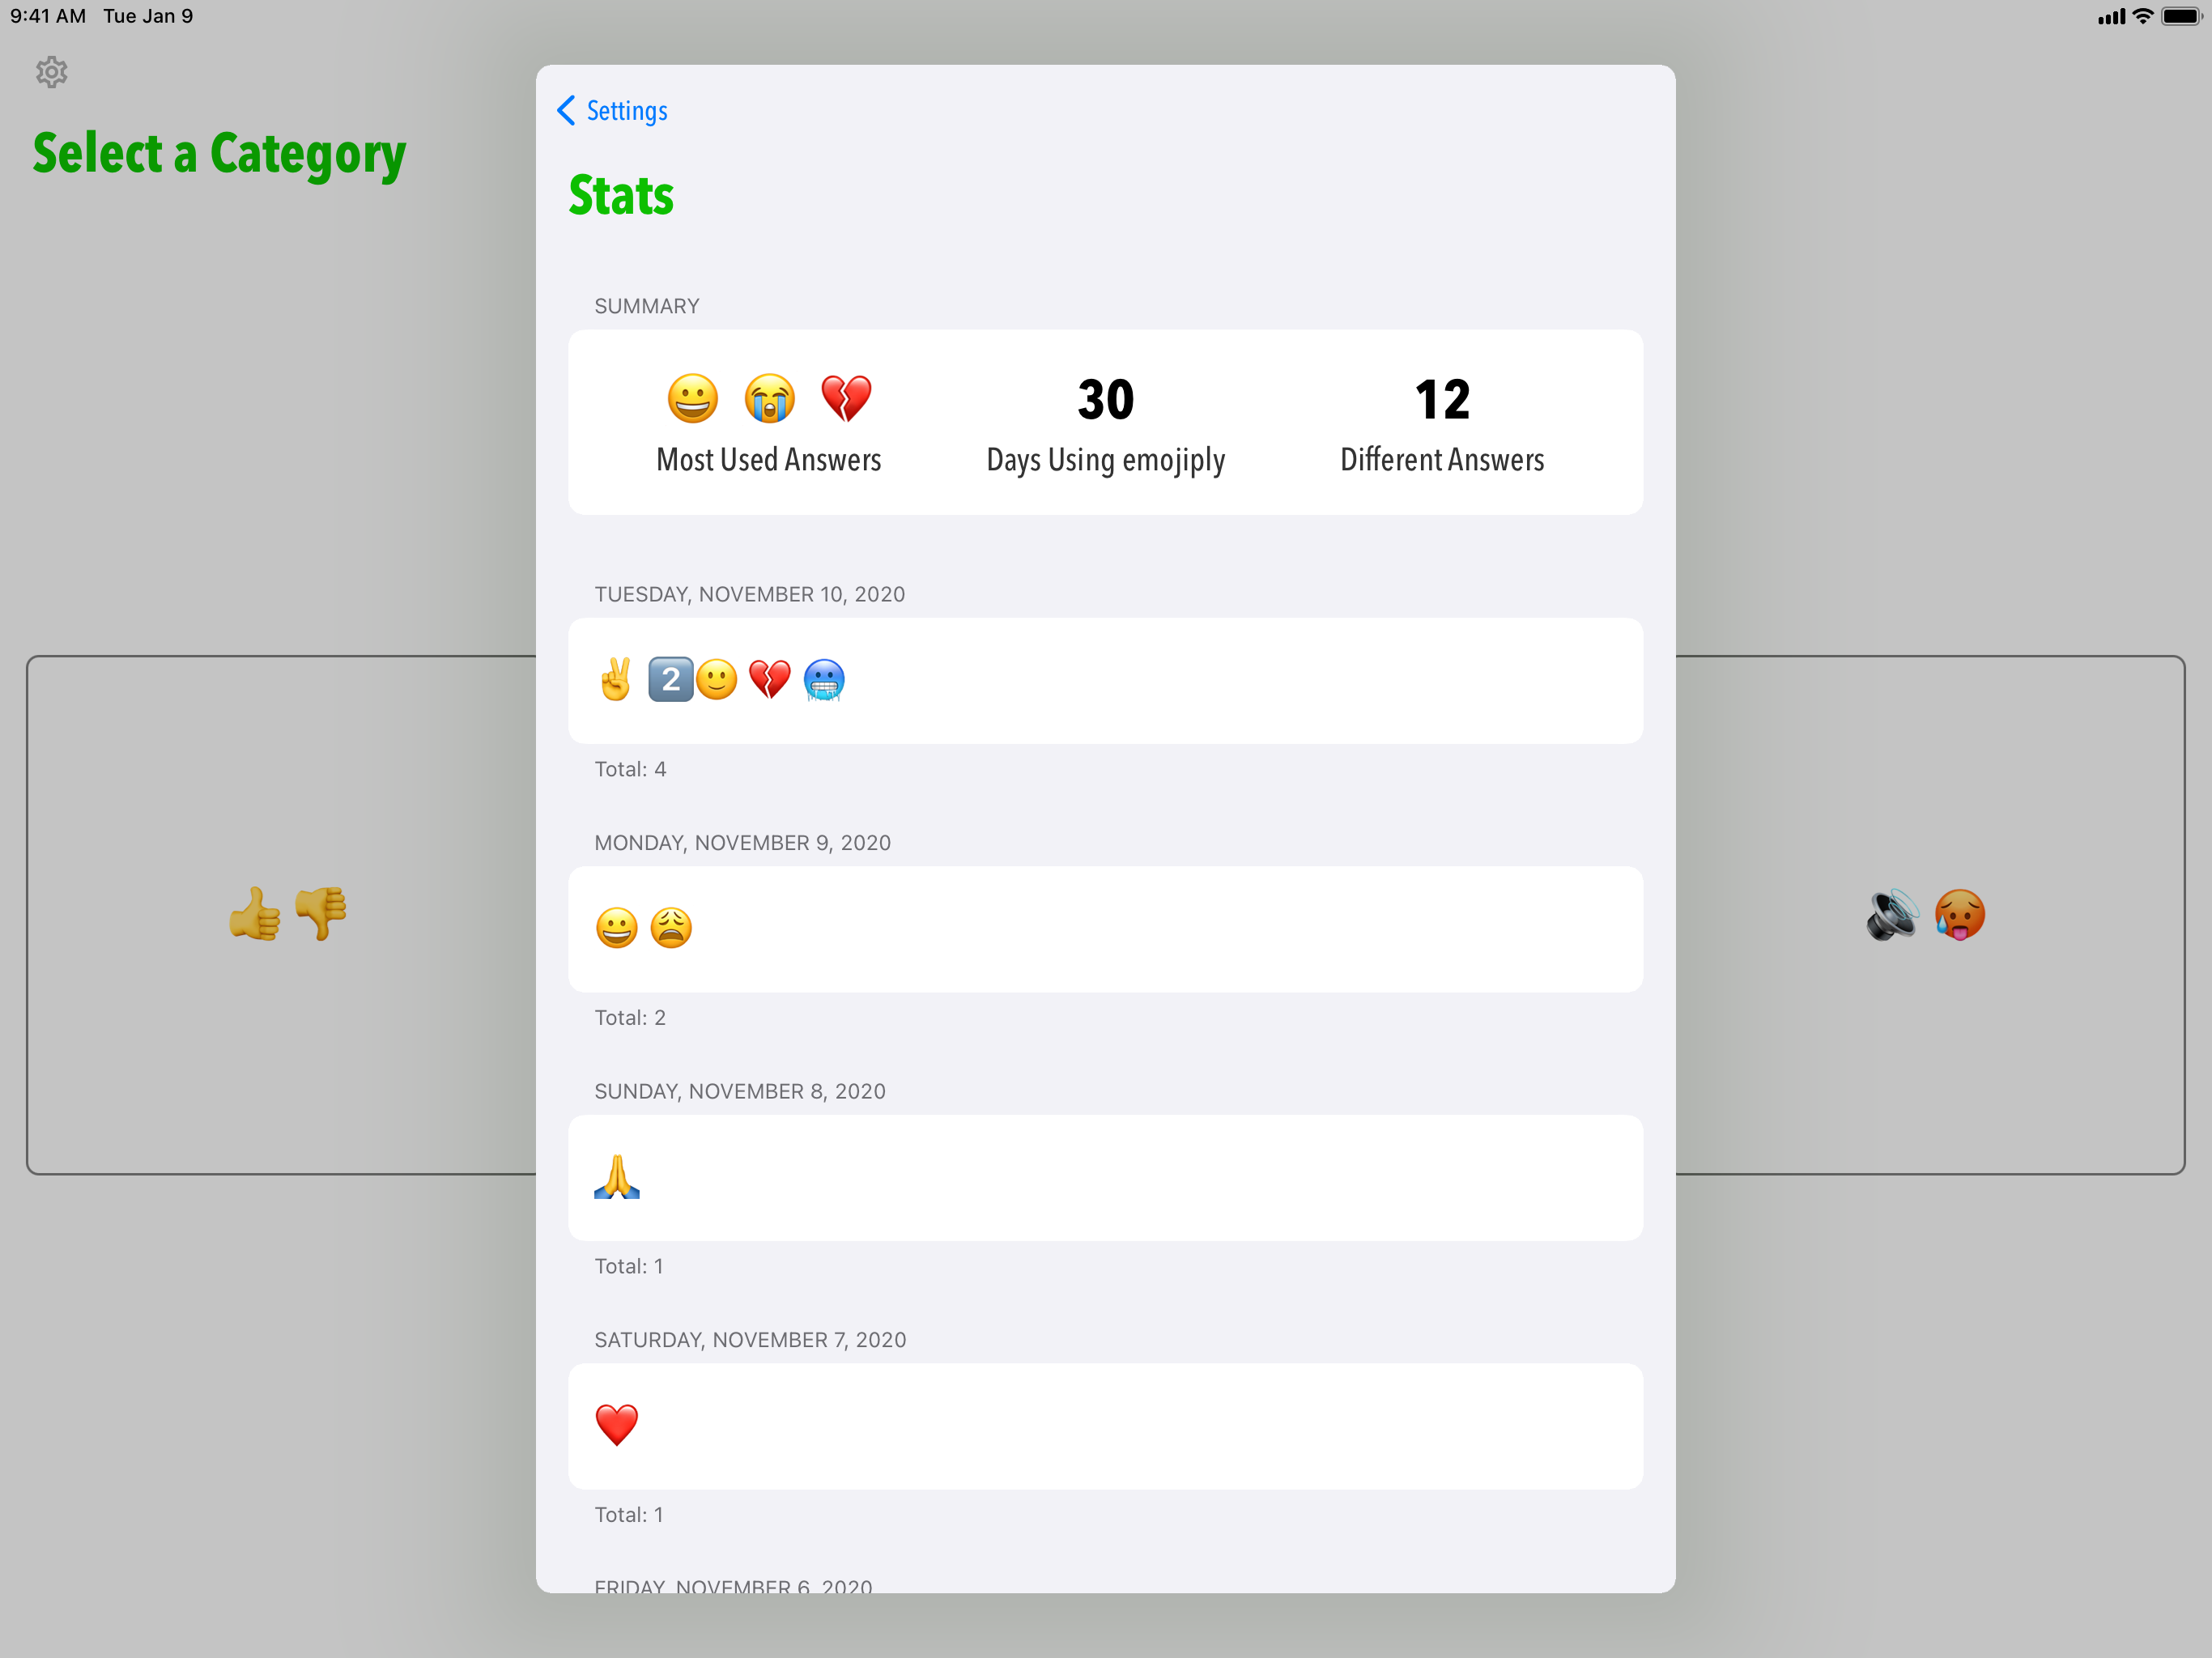 9:41 AM Tue Jan 9
Select a Category
Settings
Stats
SUMMARY
30
12
Most Used Answers
Days Using emojiply
Different Answers
TUESDAY, NOVEMBER 10, 2020
2
Total: 4
MONDAY, NOVEMBER 9, 2020
Total: 2
SUNDAY, NOVEMBER 8, 2020
Total: 1
SATURDAY, NOVEMBER 7, 2020
Total: 1
FRIDAY, NOVEMBER 6, 2020